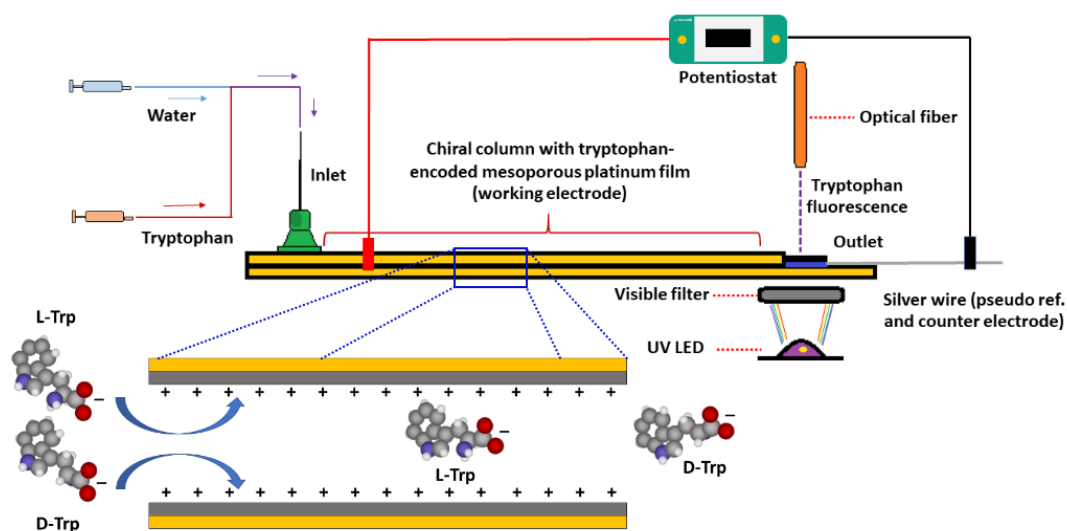 Potentiostat
Water
Optical fiber
Chiral column with tryptophan-
encoded mesoporous platinum film
(working electrode)
Inlet
Tryptophan
fluorescence
Tryptophan
Outlet
Visible filter
Silver wire (pseudo ref.
and counter electrode)
L-Trp
UV LED
+ + + + + + + + + + + + + + +
−
−
−
L-Trp
D-Trp
−
+ + + + + + + + + + + + + + +
D-Trp